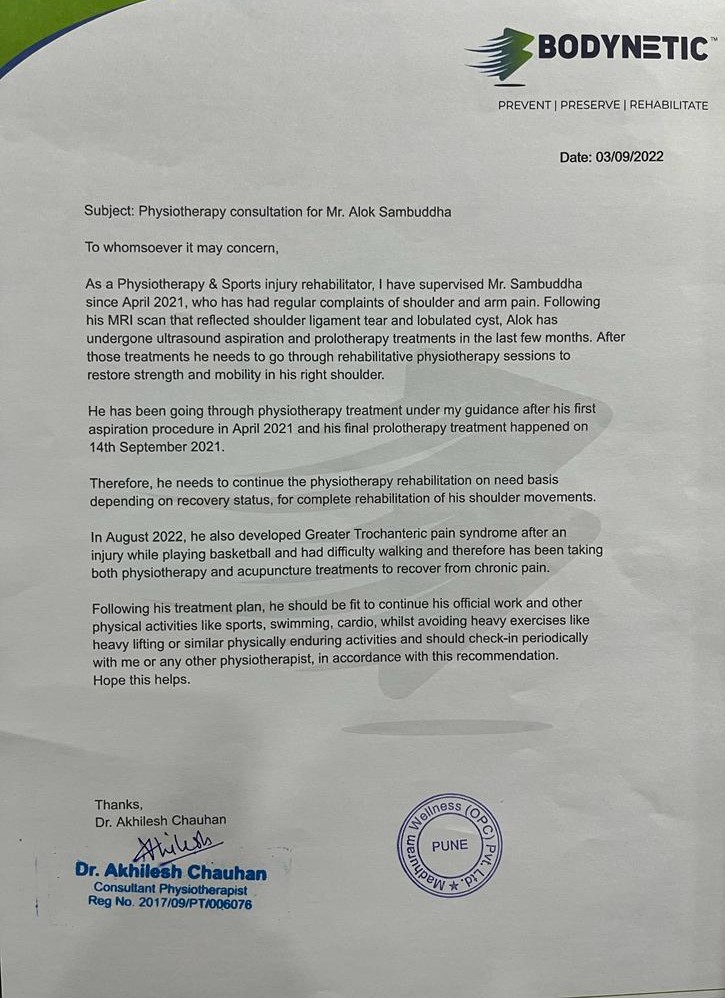 BODYNETIC™
PREVENT | PRESERVE | REHABILITATE
Date: 03/09/2022
Subject: Physiotherapy consultation for Mr. Alok Sambuddha
To whomsoever it may concern,
As a Physiotherapy & Sports injury rehabilitator, I have supervised Mr. Sambuddha
since April 2021, who has had regular complaints of shoulder and arm pain. Following
his MRI scan that reflected shoulder ligament tear and lobulated cyst, Alok has
undergone ultrasound aspiration and prolotherapy treatments in the last few months. After
those treatments he needs to go through rehabilitative physiotherapy sessions to
restore strength and mobility in his right shoulder.
He has been going through physiotherapy treatment under my guidance after his first
aspiration procedure in April 2021 and his final prolotherapy treatment happened on
14th September 2021.
Therefore, he needs to continue the physiotherapy rehabilitation on need basis
depending on recovery status, for complete rehabilitation of his shoulder movements.
In August 2022, he also developed Greater Trochanteric pain syndrome after an
injury while playing basketball and had difficulty walking and therefore has been taking
both physiotherapy and acupuncture treatments to recover from chronic pain.
Following his treatment plan, he should be fit to continue his official work and other
physical activities like sports, swimming, cardio, whilst avoiding heavy exercises like
heavy lifting or similar physically enduring activities and should check-in periodically
with me or any other physiotherapist, in accordance with this recommendation.
Hope this helps.
Thanks,
Dr. Akhilesh Chauhan
Akhilesh
Dr. Akhilesh Chauhan
Consultant Physiotherapist
Reg No. 2017/09/PT/006076
Madhuram Wellness (OPC) Pvt. Ltd. ★
PUNE